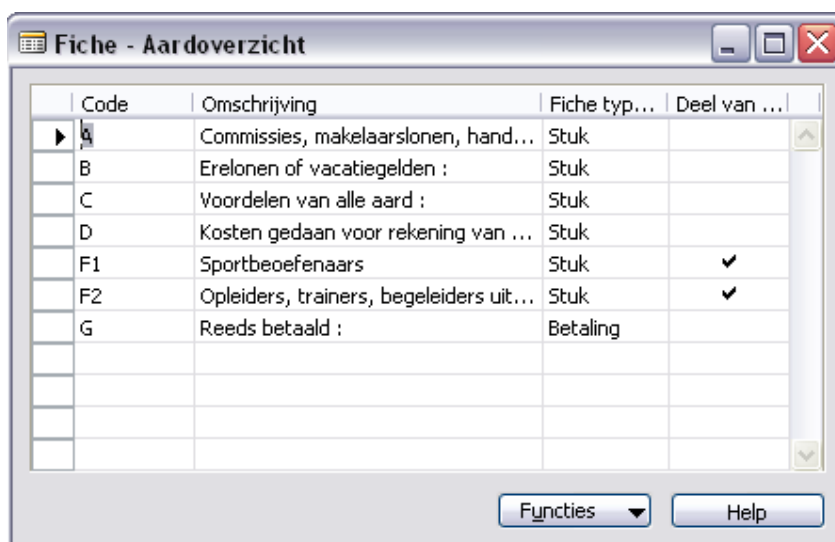 Fiche - Aardoverzicht
Code Omschrijving Fiche typ... Deel van ...
A Commissies, makelaarslonen, hand... Stuk
B Erelonen of vacatiegelden : Stuk
C Voordelen van alle aard : Stuk
D Kosten gedaan voor rekening van ... Stuk
F1 Sportbeoefenaars Stuk ✔
F2 Opleiders, trainers, begeleiders uit... Stuk ✔
G Reeds betaald : Betaling
Functies Help